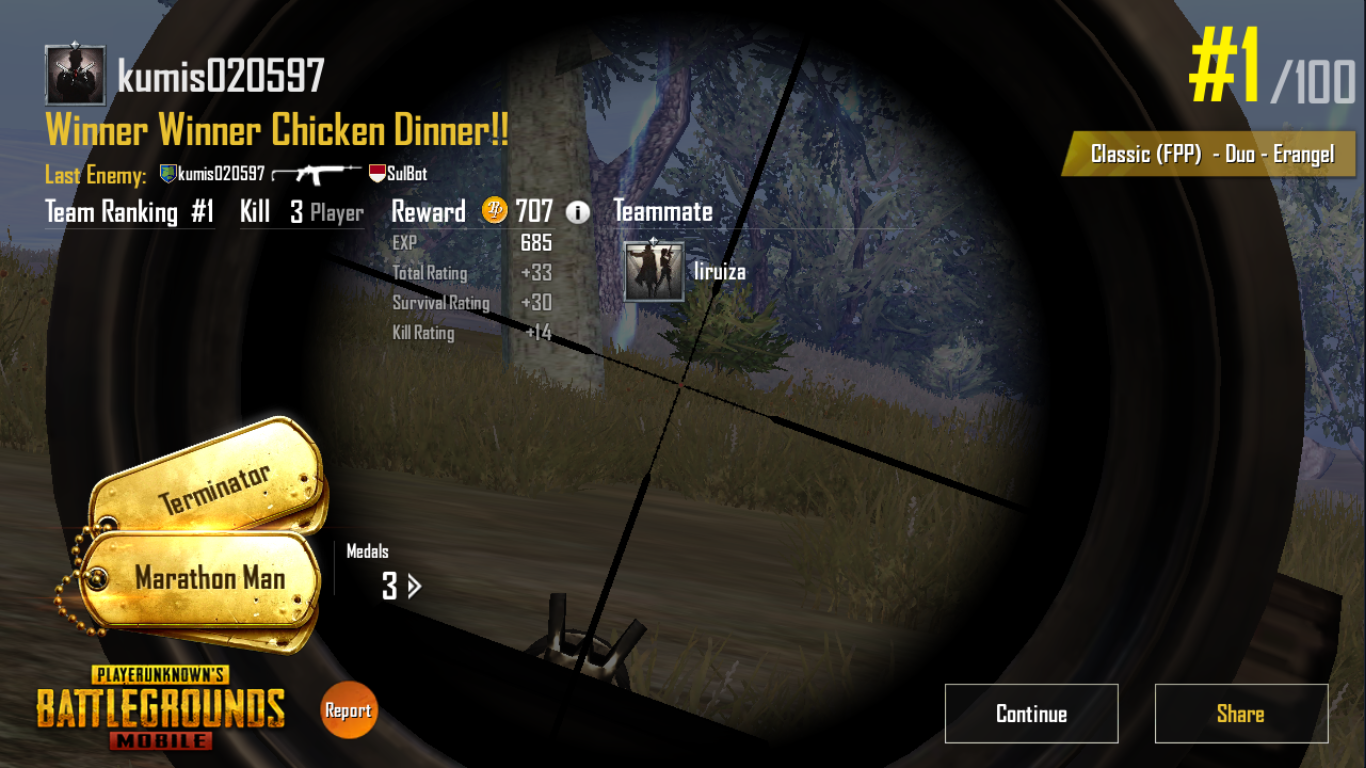 kumis020597
#1 /100
Winner Winner Chicken Dinner!!
Classic (FPP) - Duo - Erangel
Last Enemy: kumis020597 SulBot
Team Ranking #1 Kill 3 Player Reward 707 i Teammate
EXP 685
Total Rating +33
liruiza
Survival Rating +30
Kill Rating +14
Terminator
Marathon Man
Medals
3
PLAYERUNKNOWN'S
BATTLEGROUNDS
MOBILE
Report
Continue
Share